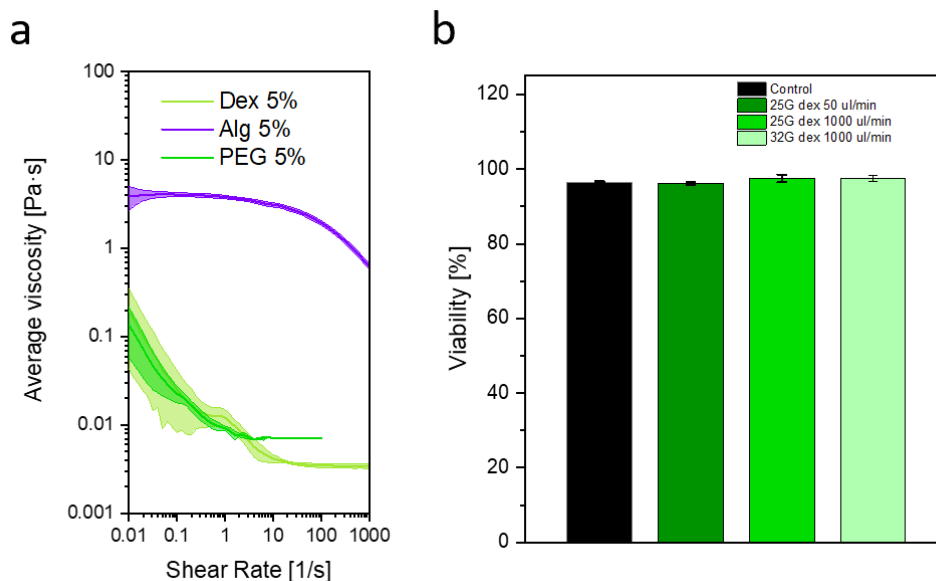 a
Average viscosity [Pa·s]
100
10
1
0.1
0.01
0.001
Dex 5%
Alg 5%
PEG 5%
0.01 0.1 1 10 100 1000
Shear Rate [1/s]
b
Viability [%]
120
100
80
60
40
20
0
Control
25G dex 50 ul/min
25G dex 1000 ul/min
32G dex 1000 ul/min